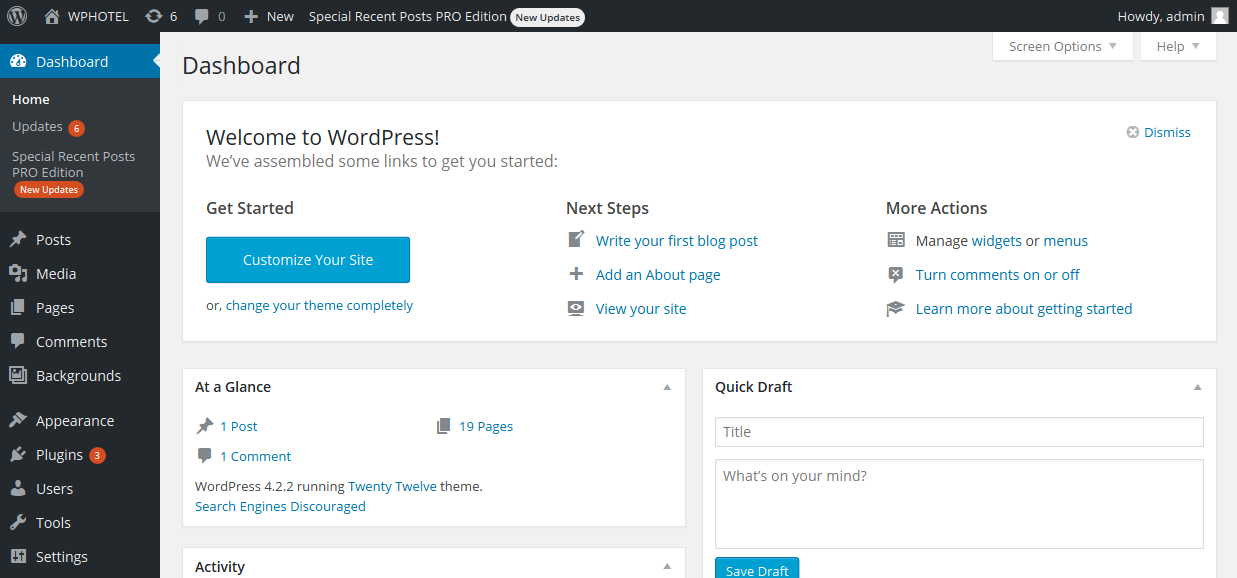 WPHOTEL 6 0 New Special Recent Posts PRO Edition New Updates Howdy, admin
Screen Options Help
Dashboard
Home
Updates 6
Special Recent Posts
PRO Edition
New Updates
Posts
Media
Pages
Comments
Backgrounds
Appearance
Plugins 3
Users
Tools
Settings
Dashboard
Welcome to WordPress!
Dismiss
We've assembled some links to get you started:
Get Started
Customize Your Site
or, change your theme completely
Next Steps
Write your first blog post
Add an About page
View your site
More Actions
Manage widgets or menus
Turn comments on or off
Learn more about getting started
At a Glance
1 Post 19 Pages
1 Comment
WordPress 4.2.2 running Twenty Twelve theme.
Search Engines Discouraged
Activity
Quick Draft
Title
What's on your mind?
Save Draft